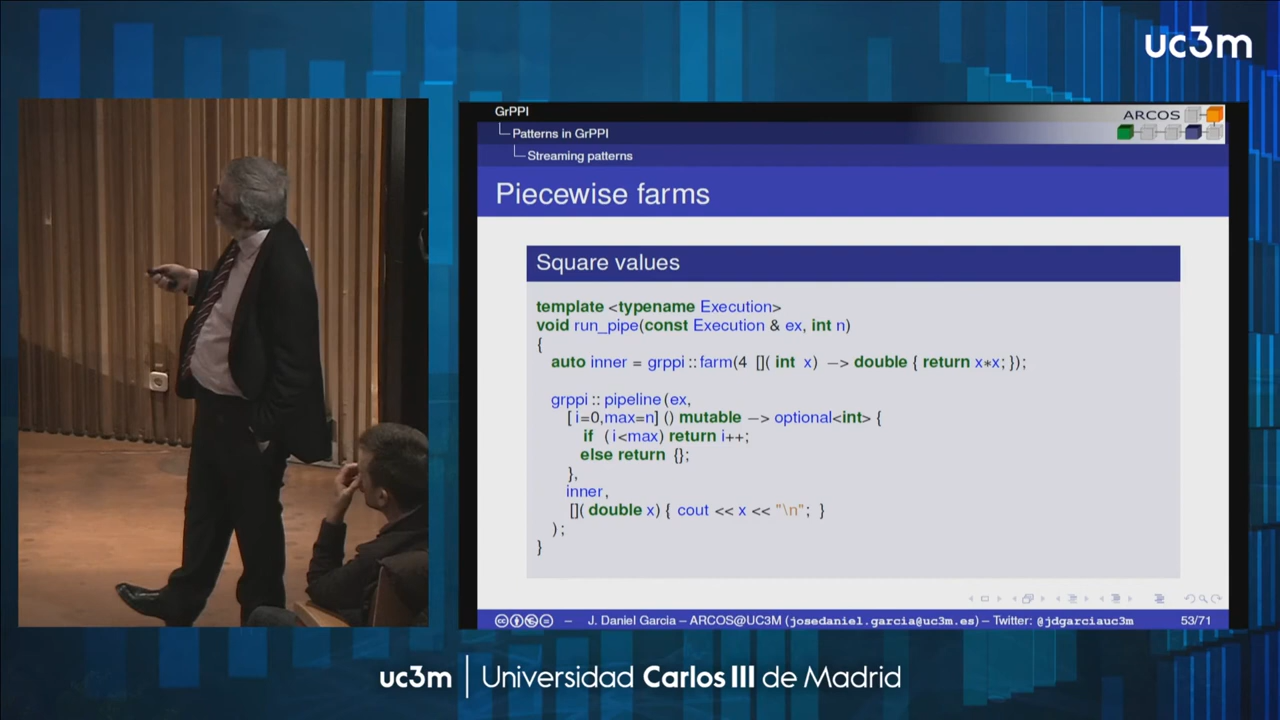 uc3m
GrPPI
Patterns in GrPPI
Streaming patterns
ARCOS
Piecewise farms
Square values
template <typename Execution>
void run_pipe(const Execution & ex, int n)
{
auto inner = grppi::farm(4 []( int x) -> double { return x*x; });
grppi::pipeline(ex,
[i=0,max=n] () mutable -> optional<int> {
if (i<max) return i++;
else return {};
},
inner,
[]( double x) { cout << x << "\n"; }
);
}
J. Daniel Garcia – ARCOS@UC3M (josedaniel.garcia@uc3m.es) – Twitter: @jdgarciauc3m 53/71
uc3m | Universidad Carlos III de Madrid